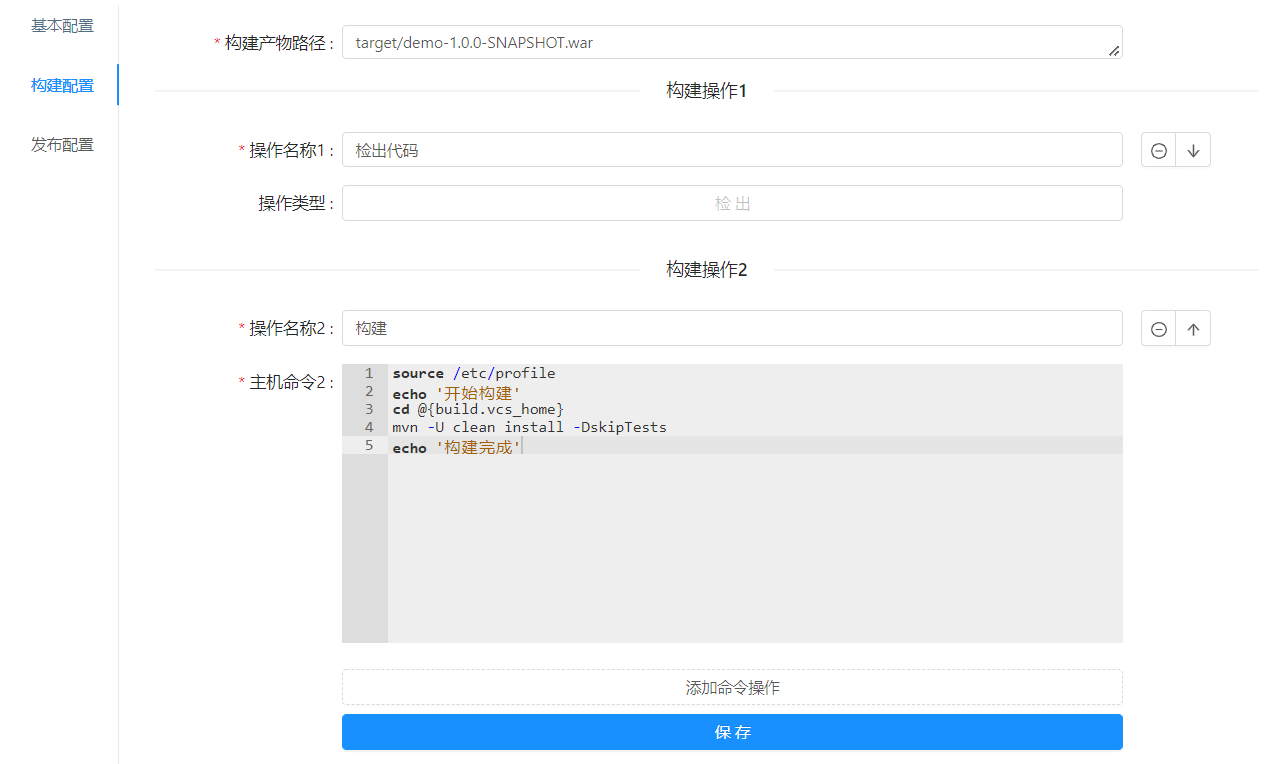 基本配置
构建配置
发布配置
* 构建产物路径 : target/demo-1.0.0-SNAPSHOT.war
构建操作1
* 操作名称1 : 检出代码
操作类型 : 检 出
构建操作2
* 操作名称2 : 构建
* 主机命令2 :
1 source /etc/profile
2 echo '开始构建'
3 cd @{build.vcs_home}
4 mvn -U clean install -DskipTests
5 echo '构建完成'
添加命令操作
保 存